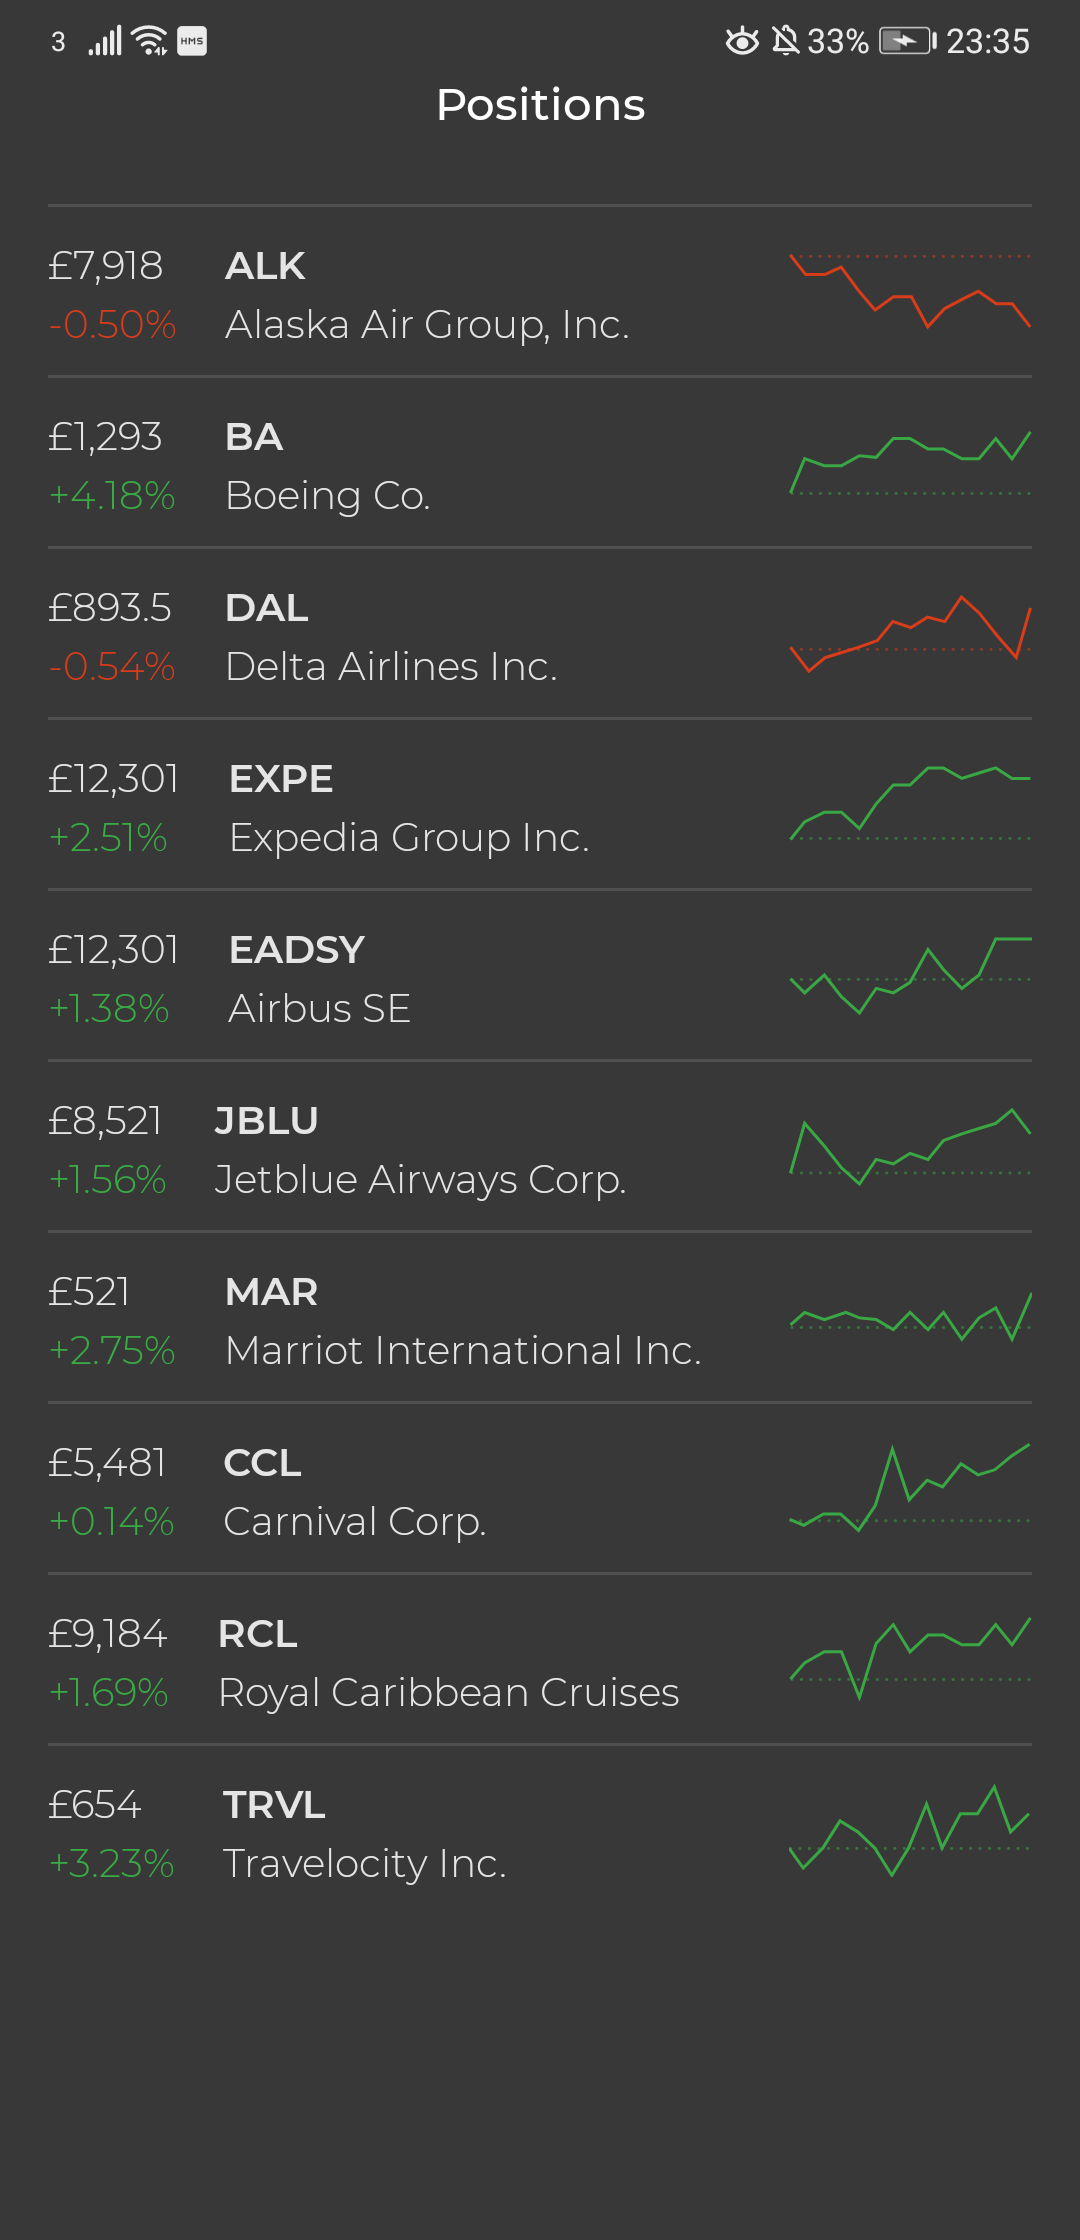 3 HMS 33% 23:35
Positions
£7,918 ALK
-0.50% Alaska Air Group, Inc.
£1,293 BA
+4.18% Boeing Co.
£893.5 DAL
-0.54% Delta Airlines Inc.
£12,301 EXPE
+2.51% Expedia Group Inc.
£12,301 EADSY
+1.38% Airbus SE
£8,521 JBLU
+1.56% Jetblue Airways Corp.
£521 MAR
+2.75% Marriot International Inc.
£5,481 CCL
+0.14% Carnival Corp.
£9,184 RCL
+1.69% Royal Caribbean Cruises
£654 TRVL
+3.23% Travelocity Inc.